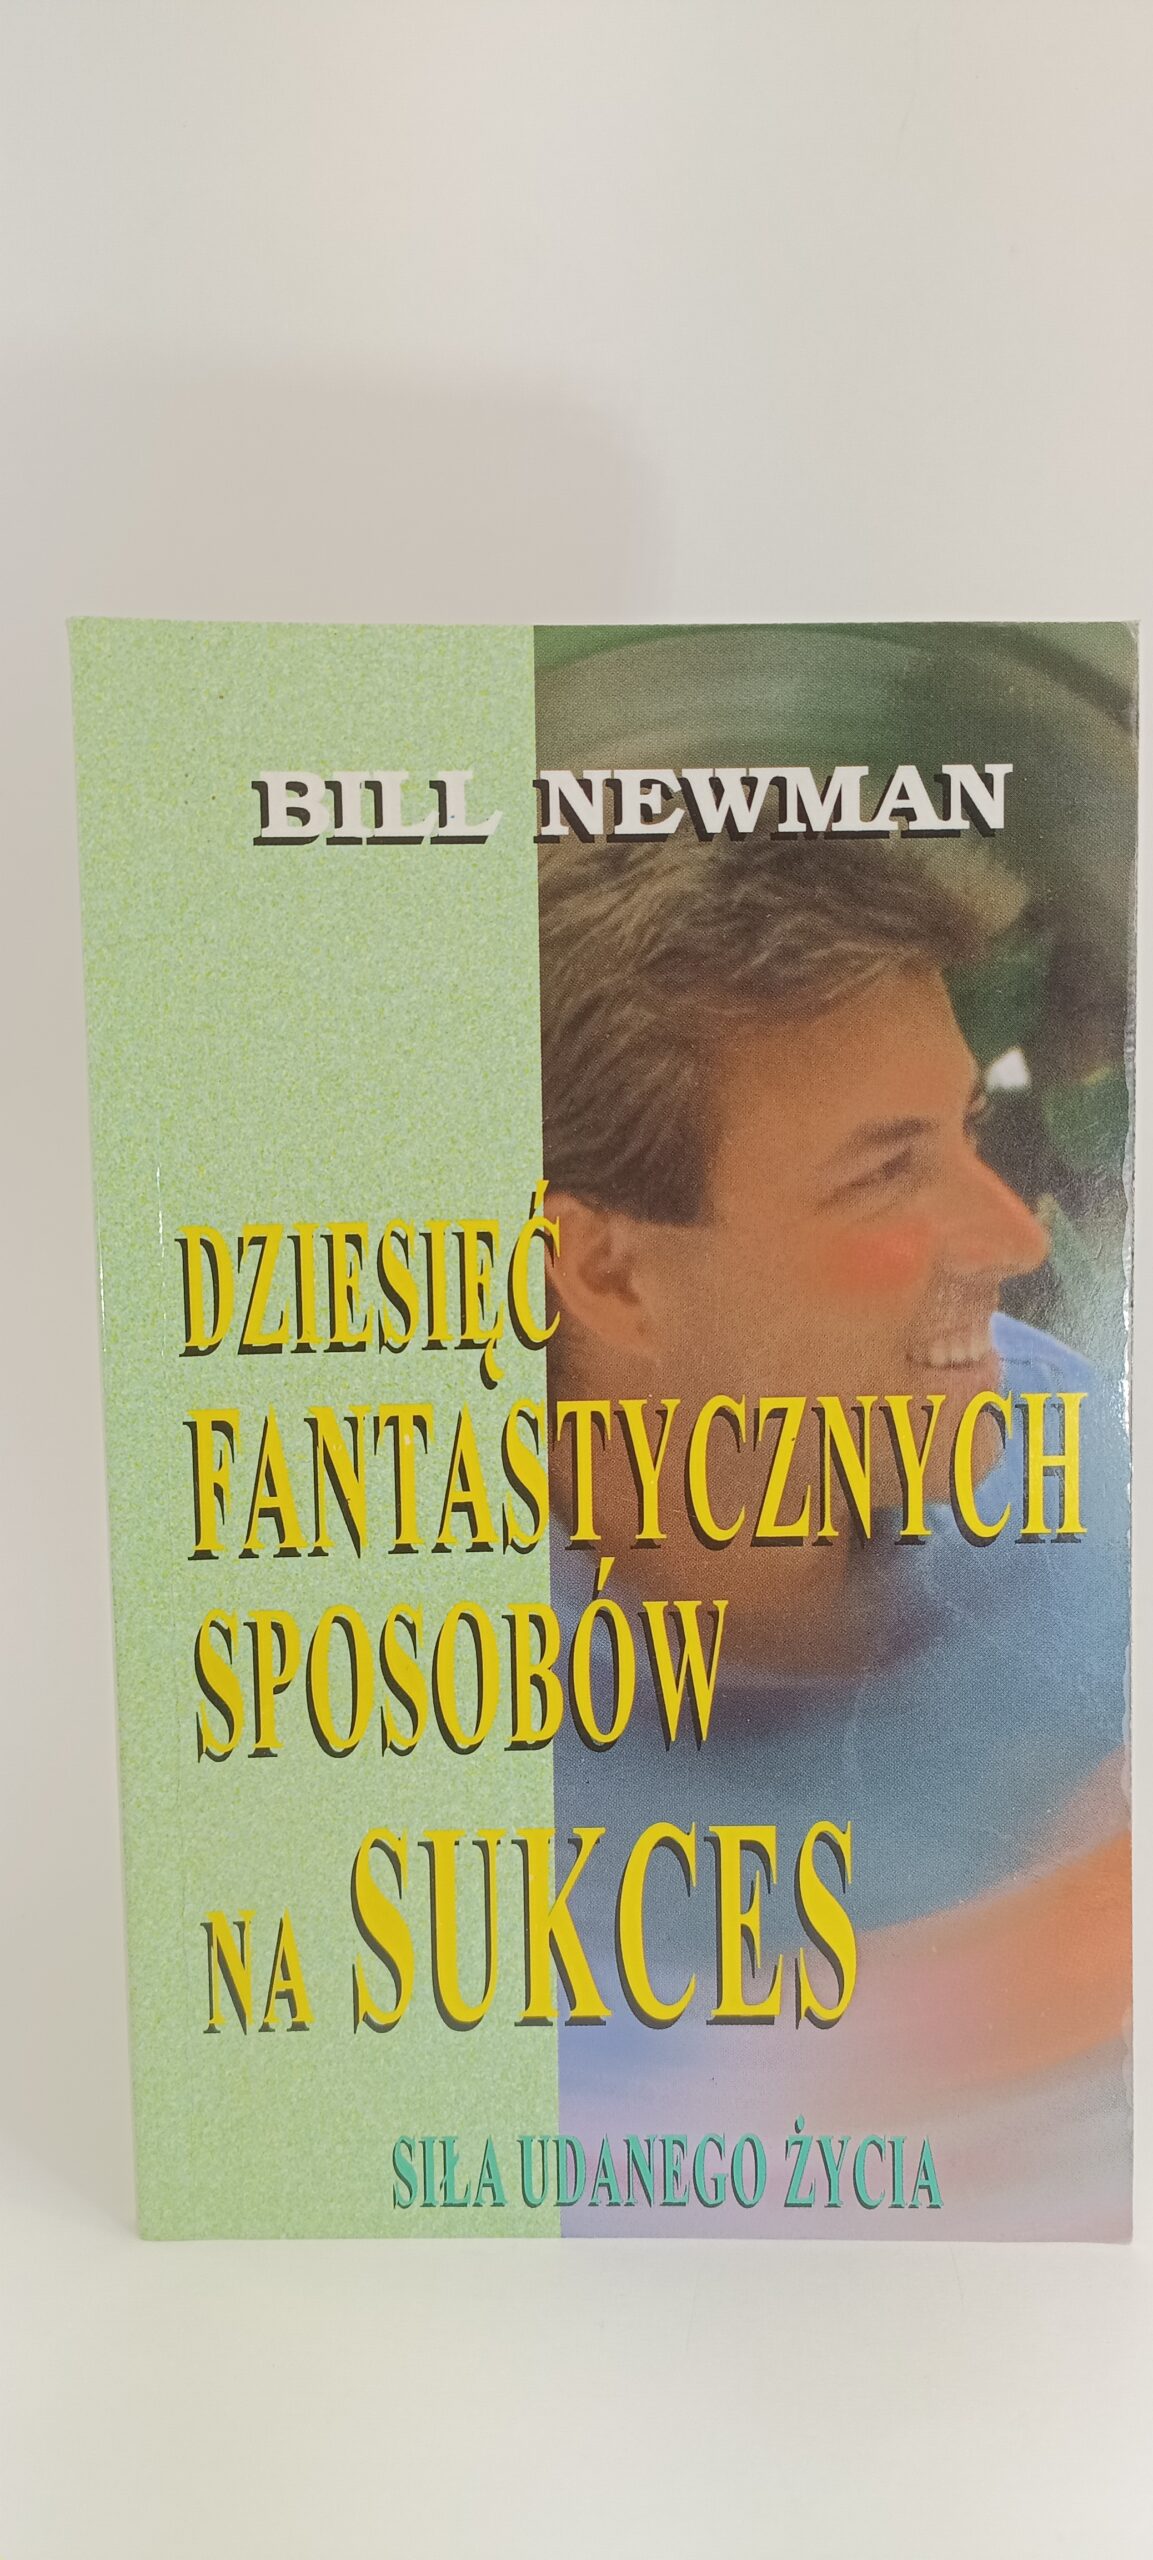 BILL NEWMAN
DZIESIĘĆ
FANTASTYCZNYCH
SPOSOBÓW
NA SUKCES
SIŁA UDANEGO ŻYCIA